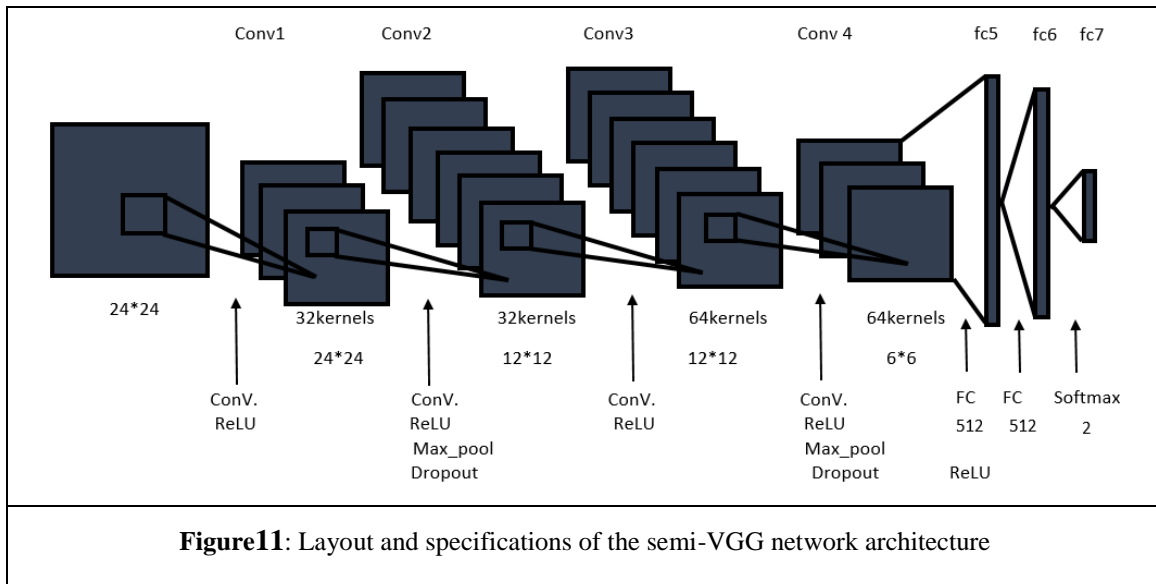 Conv1 Conv2 Conv3 Conv 4 fc5 fc6 fc7
24*24 32kernels 32kernels 64kernels 64kernels
24*24 12*12 12*12 6*6
ConV. ConV. ConV. ConV. FC FC Softmax
ReLU ReLU ReLU ReLU 512 512 2
Max_pool Max_pool
Dropout Dropout ReLU
Figure11: Layout and specifications of the semi-VGG network architecture